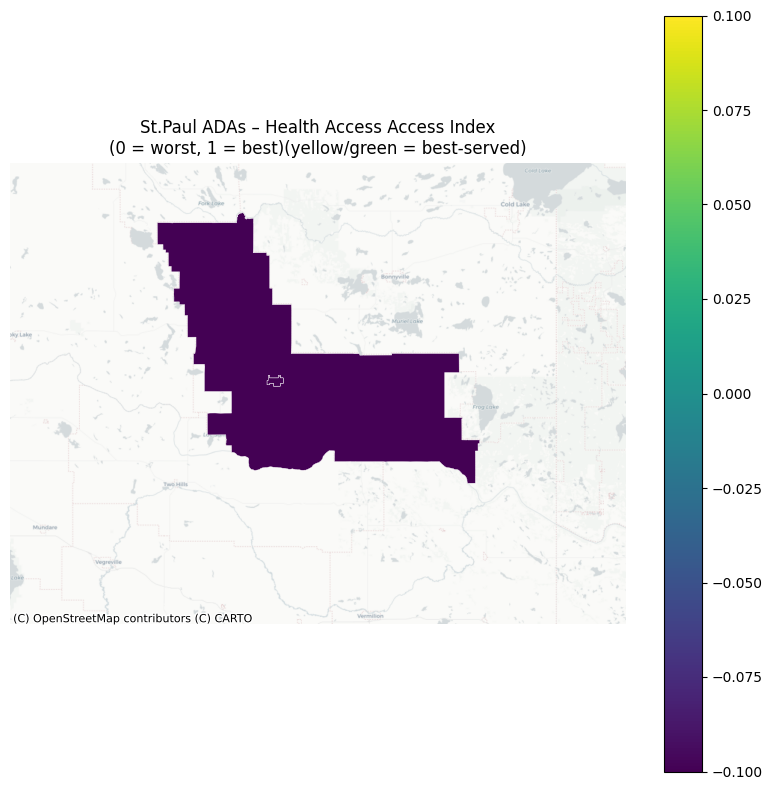 St.Paul ADAs – Health Access Access Index
(0 = worst, 1 = best)(yellow/green = best-served)
Cold Lake
Cold Lake
Bonnyville
Frog Lake
Two Hills
Mundare
Vegreville
Vermilion
(C) OpenStreetMap contributors (C) CARTO
0.100
0.075
0.050
0.025
0.000
−0.025
−0.050
−0.075
−0.100